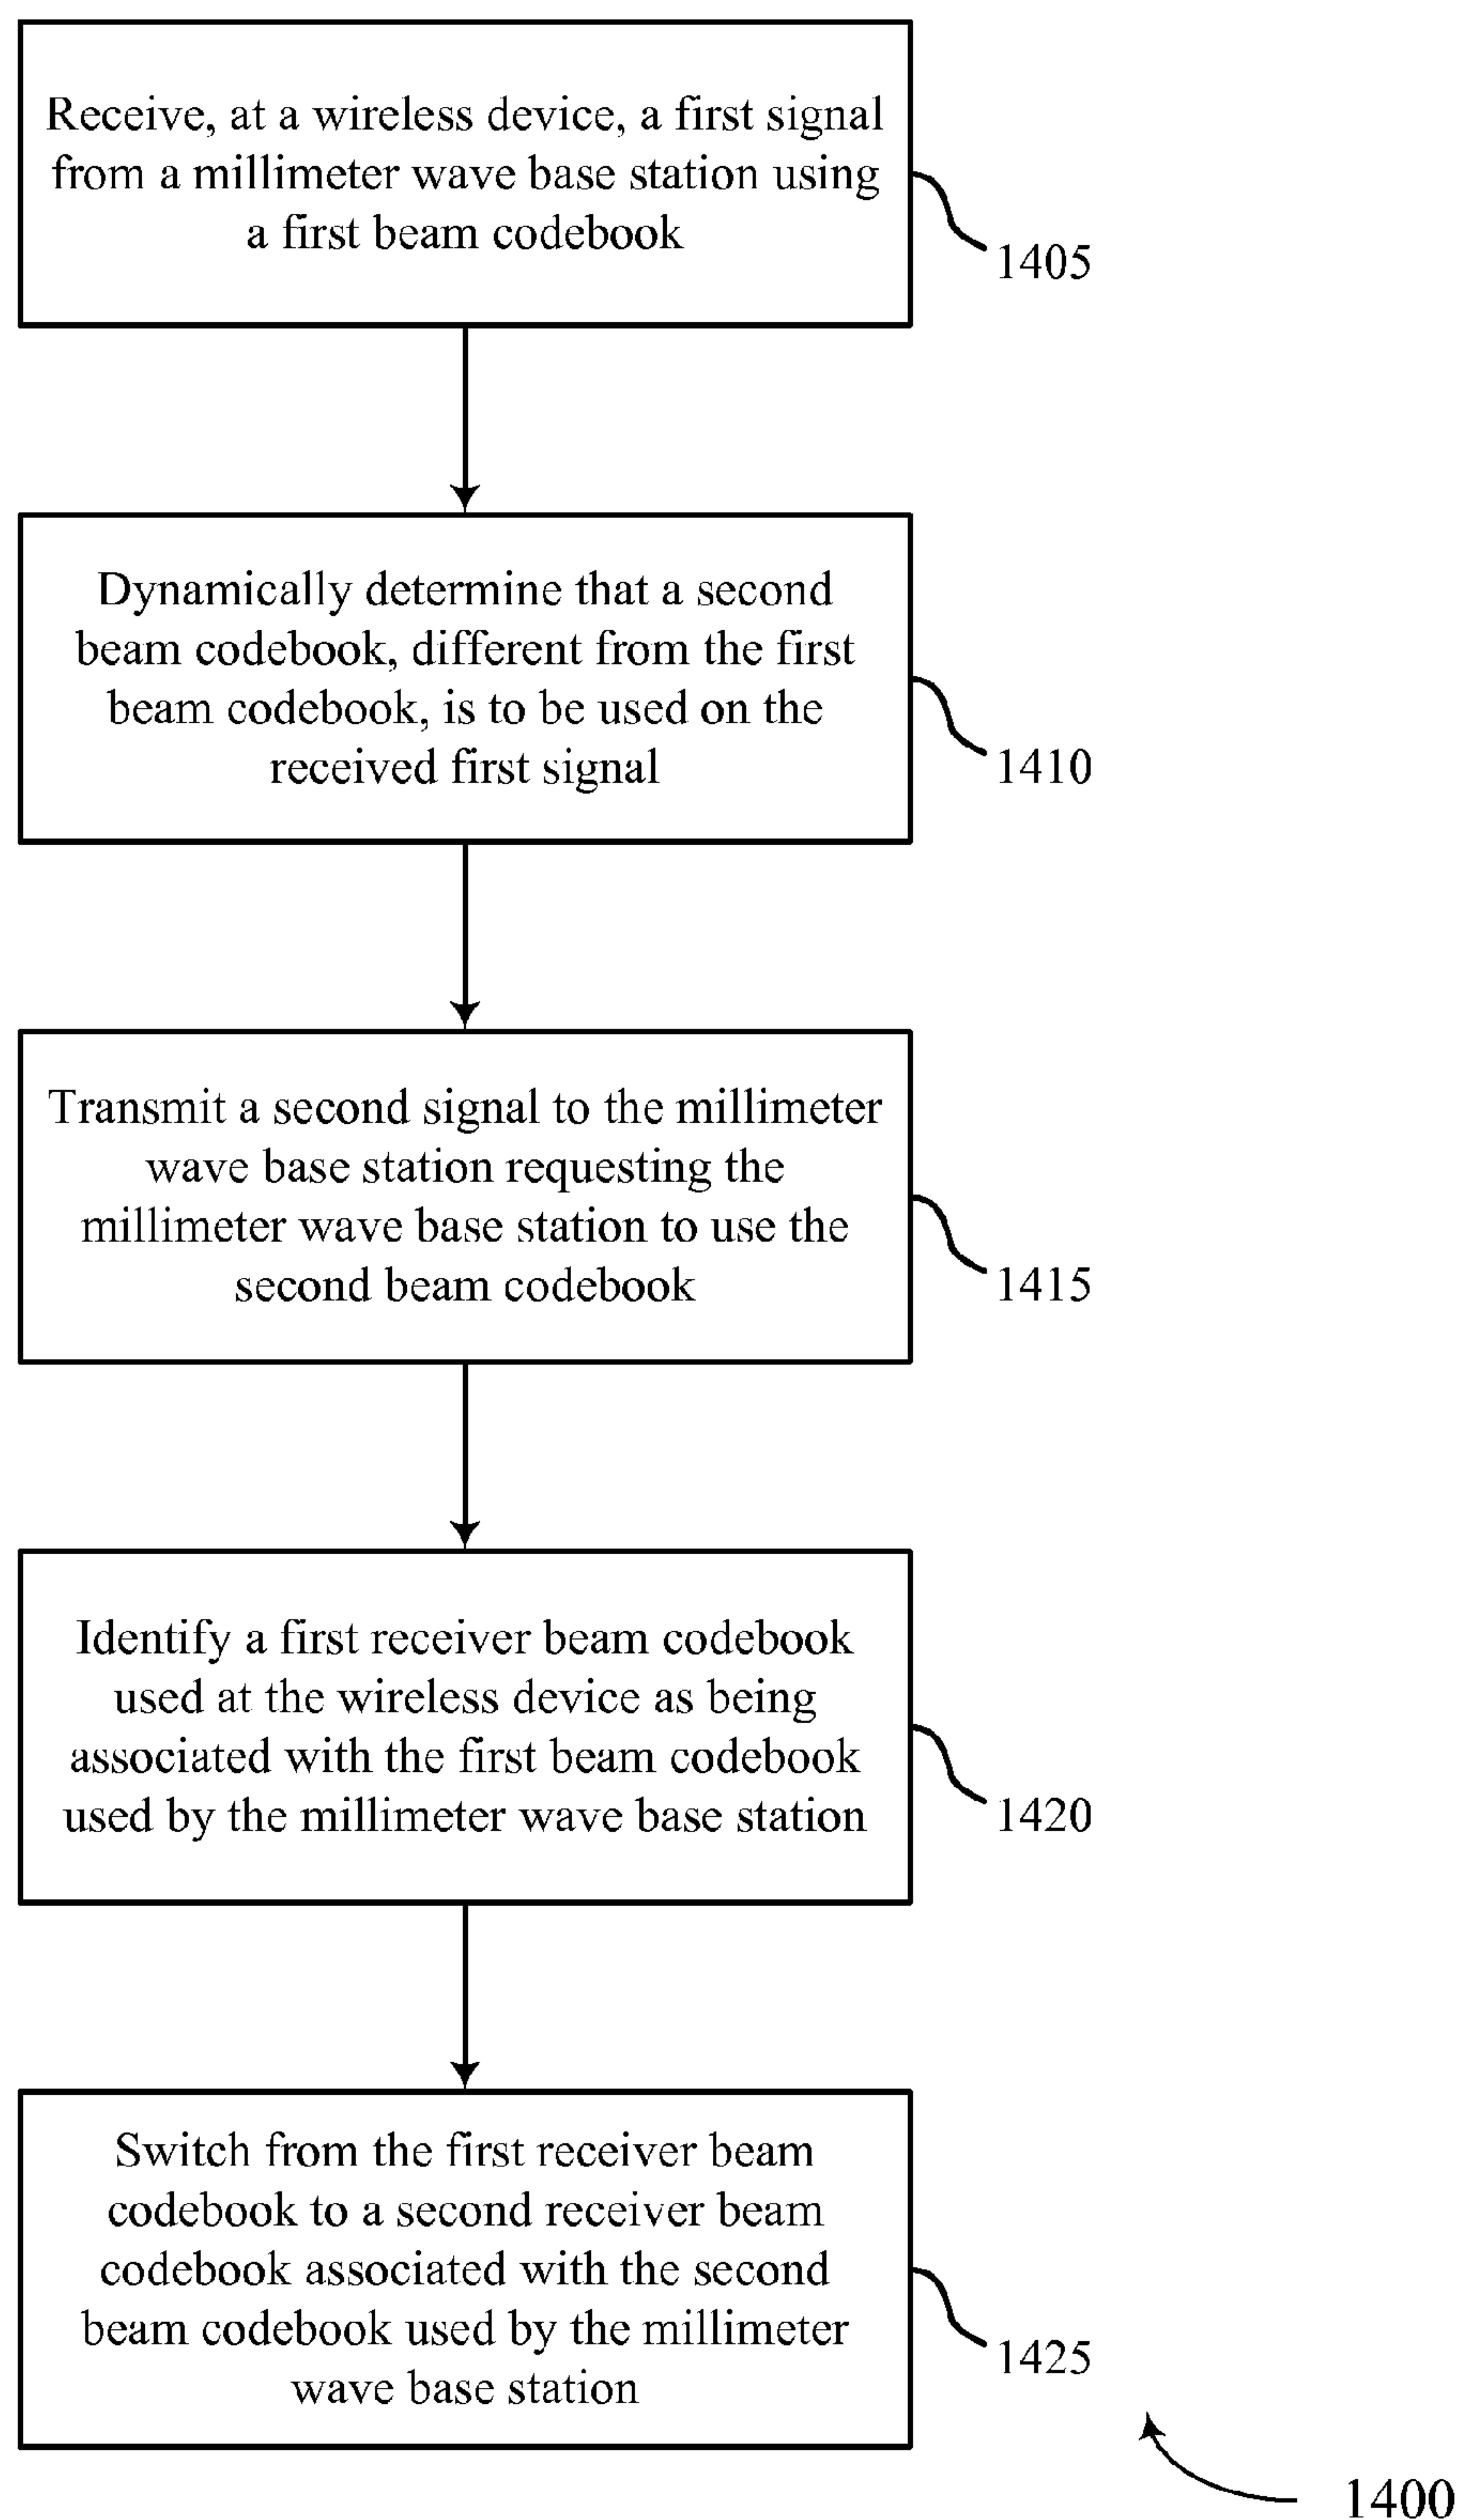 Receive, at a wireless device, a first signal
from a millimeter wave base station using
a first beam codebook
1405
Dynamically determine that a second
beam codebook, different from the first
beam codebook, is to be used on the
received first signal
1410
Transmit a second signal to the millimeter
wave base station requesting the
millimeter wave base station to use the
second beam codebook
1415
Identify a first receiver beam codebook
used at the wireless device as being
associated with the first beam codebook
used by the millimeter wave base station
1420
Switch from the first receiver beam
codebook to a second receiver beam
codebook associated with the second
beam codebook used by the millimeter
wave base station
1425
1400